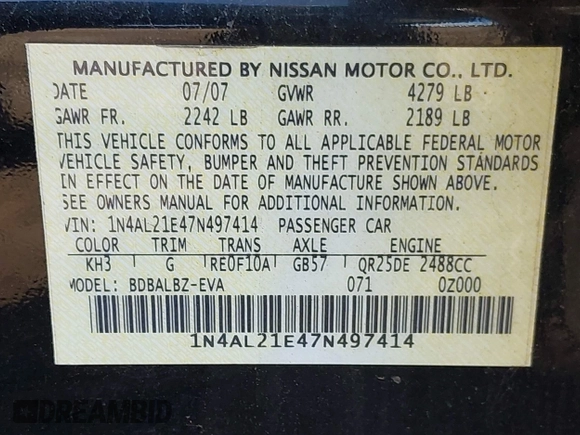 MANUFACTURED BY NISSAN MOTOR CO., LTD.
DATE 07/07 GVWR 4279 LB
GAWR FR. 2242 LB GAWR RR. 2189 LB
THIS VEHICLE CONFORMS TO ALL APPLICABLE FEDERAL MOTOR
VEHICLE SAFETY, BUMPER AND THEFT PREVENTION STANDARDS
IN EFFECT ON THE DATE OF MANUFACTURE SHOWN ABOVE.
SEE OWNERS MANUAL FOR ADDITIONAL INFORMATION.
VIN: 1N4AL21E47N497414 PASSENGER CAR
COLOR TRIM TRANS AXLE ENGINE
KH3 G RE0F10A GB57 QR25DE 2488CC
MODEL: BDBALBZ-EVA 071 0Z000
1N4AL21E47N497414
DREAMBID